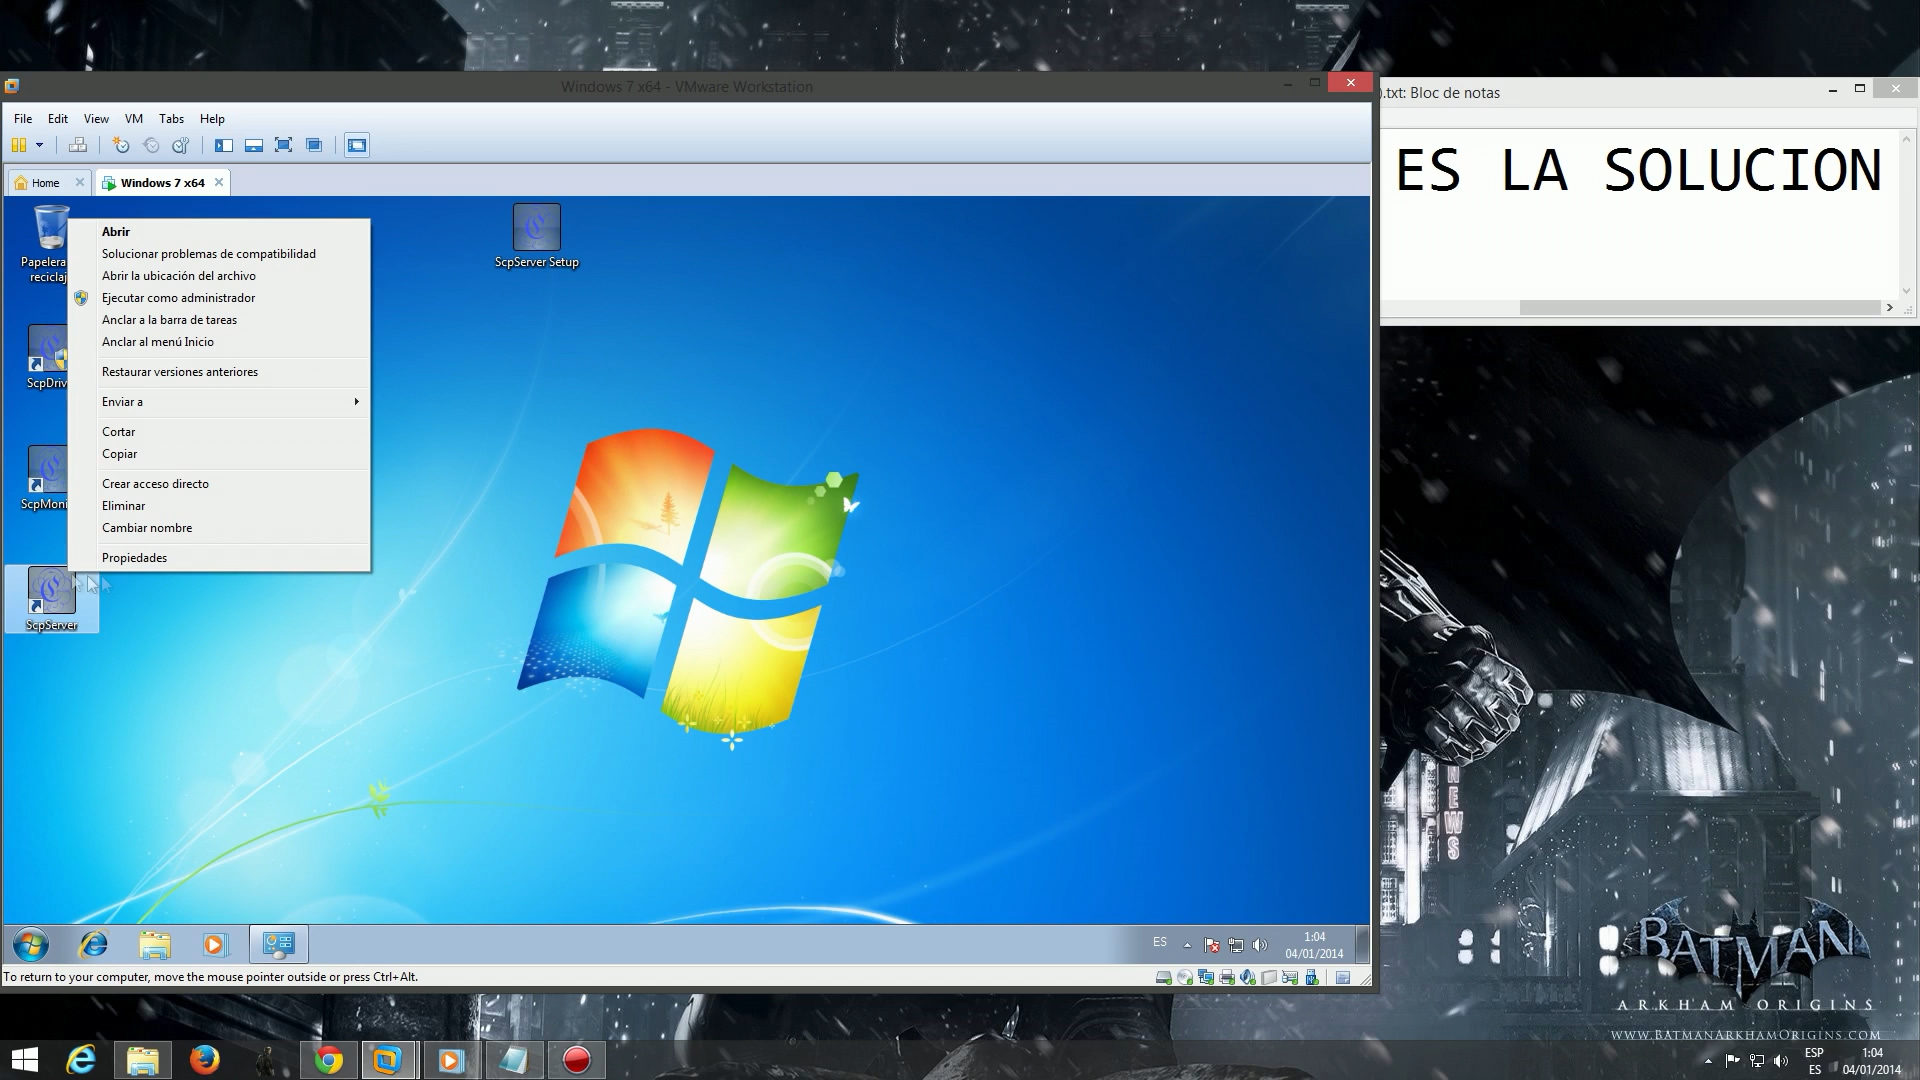 Windows 7 x64 - VMware Workstation
File Edit View VM Tabs Help
Home
Windows 7 x64
Papelera
reciclaj
ScpDriv
ScpMoni
ScpServer
Abrir
Solucionar problemas de compatibilidad
Abrir la ubicación del archivo
Ejecutar como administrador
Anclar a la barra de tareas
Anclar al menú Inicio
Restaurar versiones anteriores
Enviar a
Cortar
Copiar
Crear acceso directo
Eliminar
Cambiar nombre
Propiedades
ScpServer Setup
ES
1:04
04/01/2014
To return to your computer, move the mouse pointer outside or press Ctrl+Alt.
).txt: Bloc de notas
ES LA SOLUCION
NEWS
BATMAN
ARKHAM ORIGINS
WWW.BATMANARKHAMORIGINS.COM
ESP
ES
1:04
04/01/2014